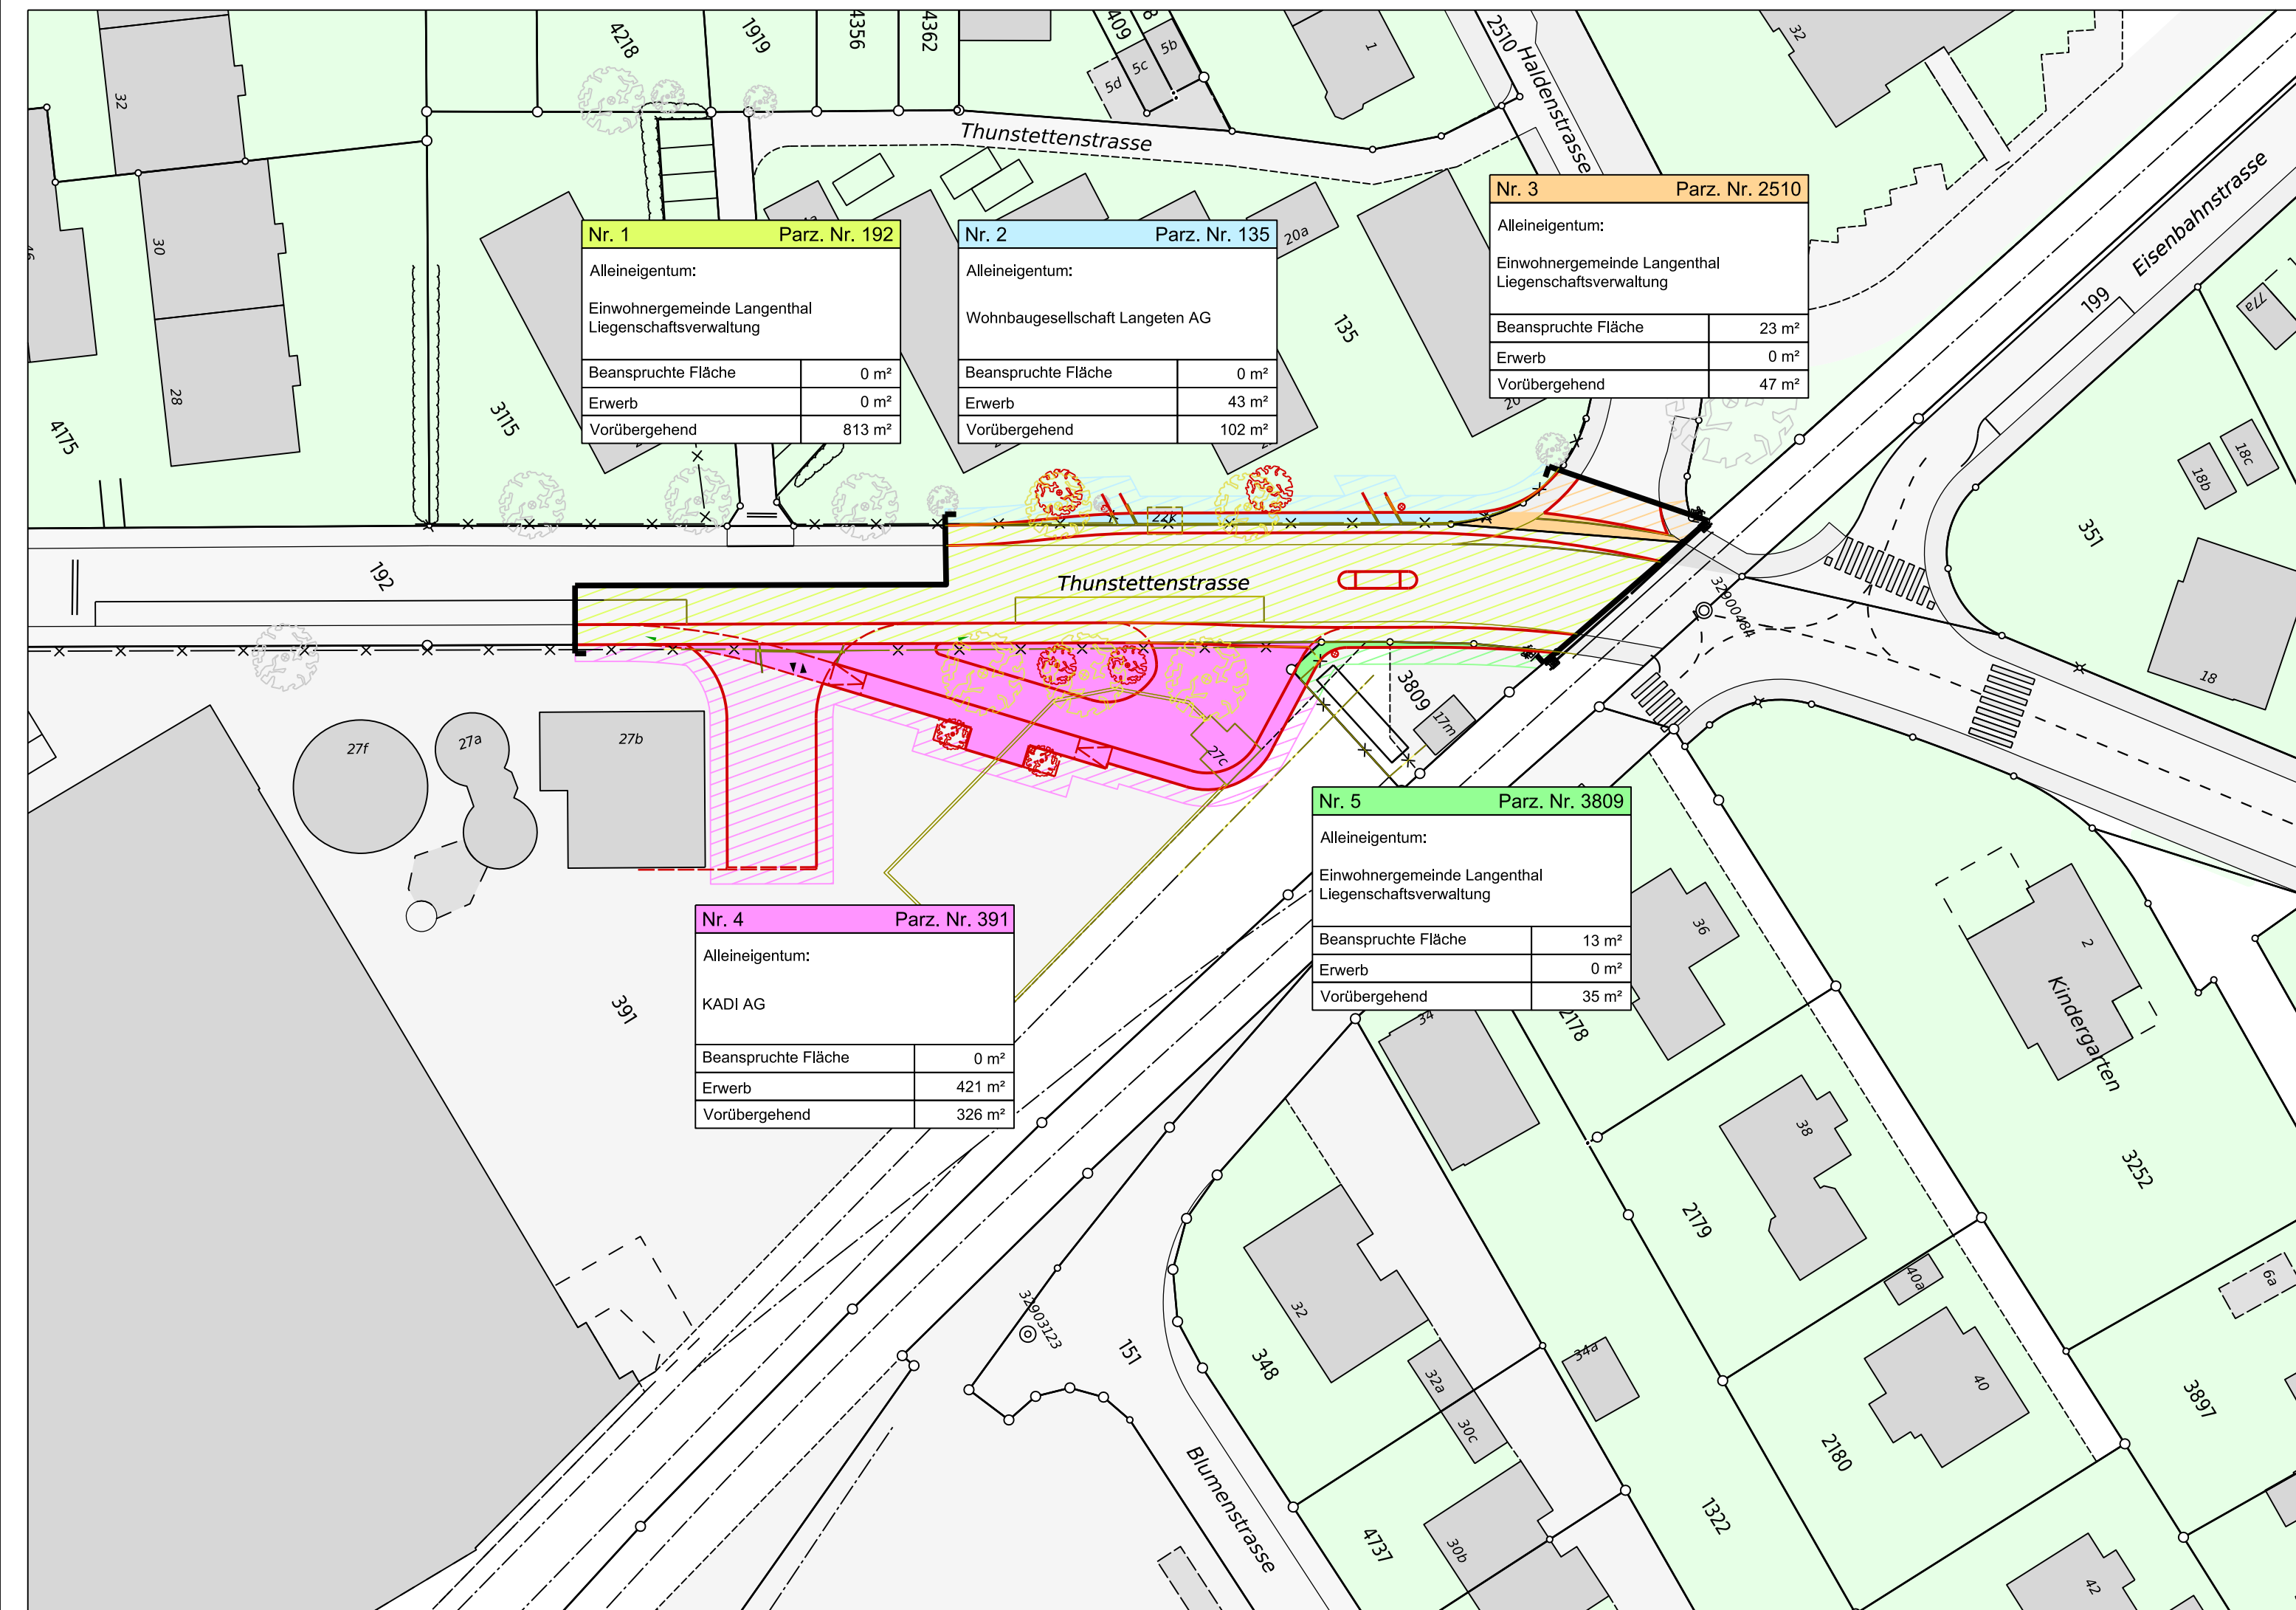 4218
1919
4356
4362
409
5b
5c
5d
1
2510
Haldenstrasse
32
32
Thunstettenstrasse
Eisenbahnstrasse
199
77a
30
28
4175
3115
20a
135
Nr. 1 Parz. Nr. 192
Alleineigentum:
Einwohnergemeinde Langenthal
Liegenschaftsverwaltung
Beanspruchte Fläche 0 m²
Erwerb 0 m²
Vorübergehend 813 m²
Nr. 2 Parz. Nr. 135
Alleineigentum:
Wohnbaugesellschaft Langeten AG
Beanspruchte Fläche 0 m²
Erwerb 43 m²
Vorübergehend 102 m²
Nr. 3 Parz. Nr. 2510
Alleineigentum:
Einwohnergemeinde Langenthal
Liegenschaftsverwaltung
Beanspruchte Fläche 23 m²
Erwerb 0 m²
Vorübergehend 47 m²
18c
18b
351
18
192
Thunstettenstrasse
3809
17m
27c
27f
27a
27b
Nr. 5 Parz. Nr. 3809
Alleineigentum:
Einwohnergemeinde Langenthal
Liegenschaftsverwaltung
Beanspruchte Fläche 13 m²
Erwerb 0 m²
Vorübergehend 35 m²
Nr. 4 Parz. Nr. 391
Alleineigentum:
KADI AG
Beanspruchte Fläche 0 m²
Erwerb 421 m²
Vorübergehend 326 m²
391
36
2
Kindergarten
34
2178
38
3252
2179
40a
6a
32903123
151
32
348
32a
30c
34a
40
3897
2180
Blumenstrasse
4737
30b
1322
42